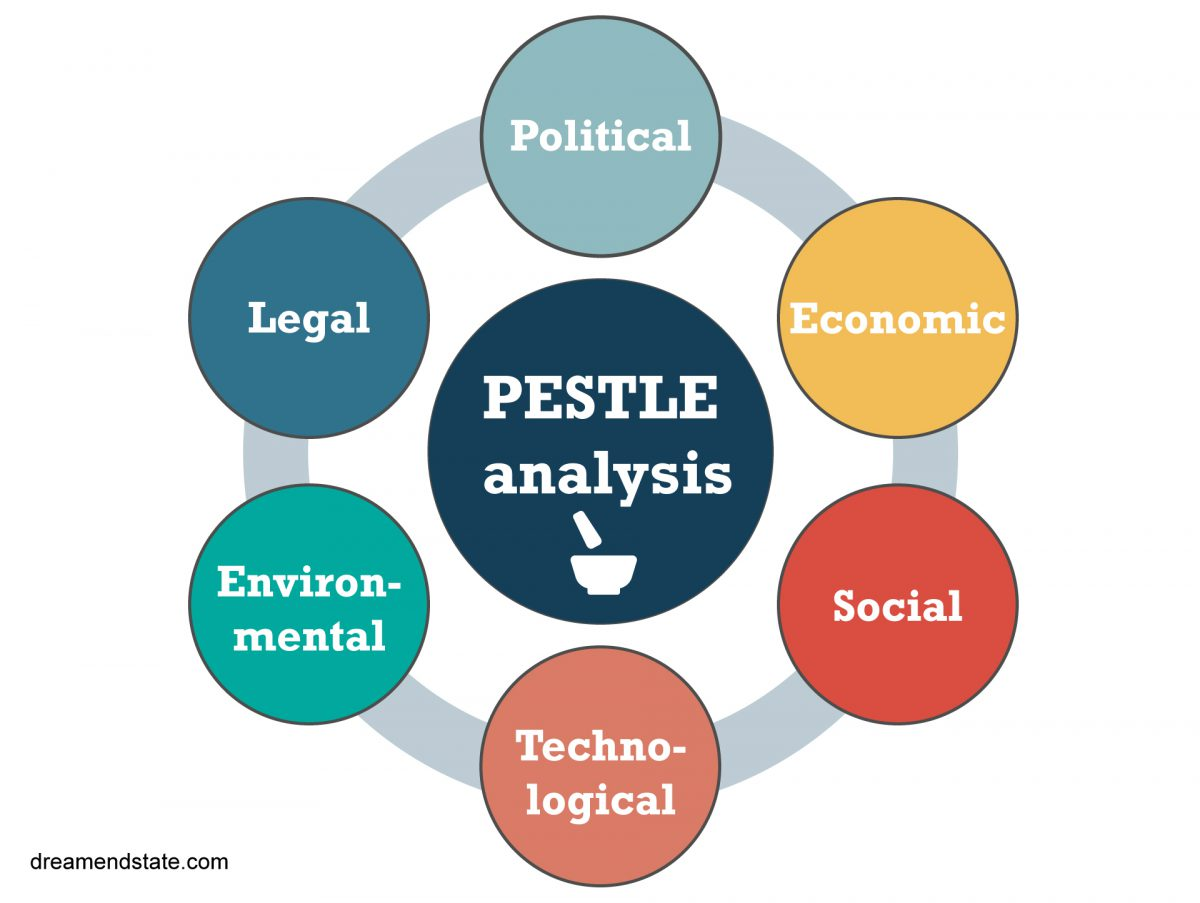 Political
Economic
Social
Techno-
logical
Environ-
mental
Legal
PESTLE
analysis
dreamendstate.com